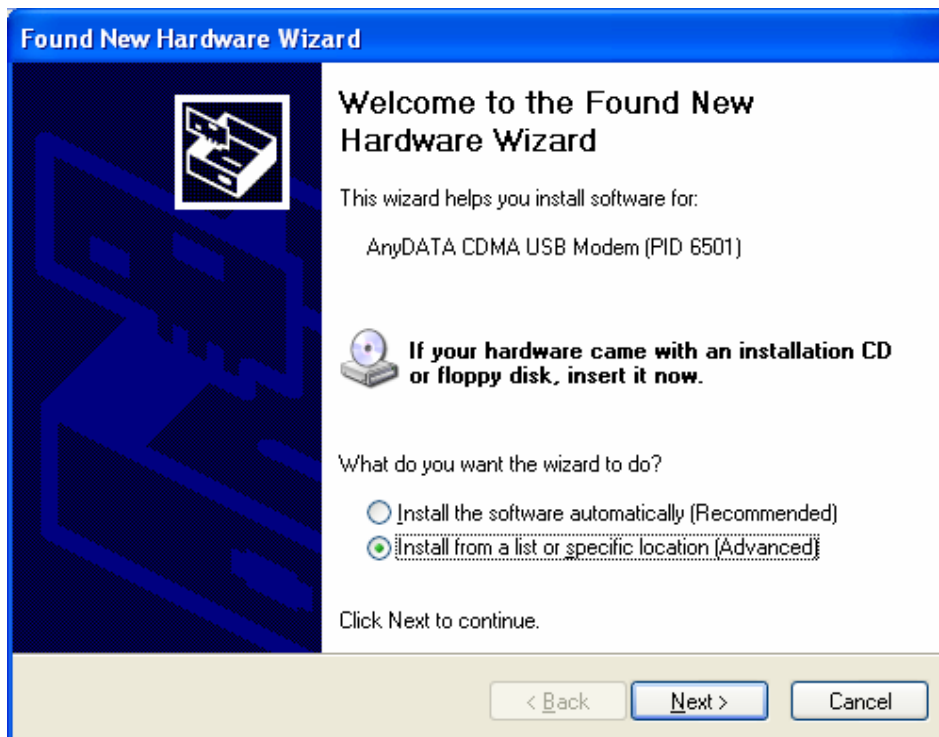 Found New Hardware Wizard
Welcome to the Found New
Hardware Wizard
This wizard helps you install software for:
AnyDATA CDMA USB Modem (PID 6501)
If your hardware came with an installation CD
or floppy disk, insert it now.
What do you want the wizard to do?
Install the software automatically (Recommended)
Install from a list or specific location (Advanced)
Click Next to continue.
< Back Next > Cancel